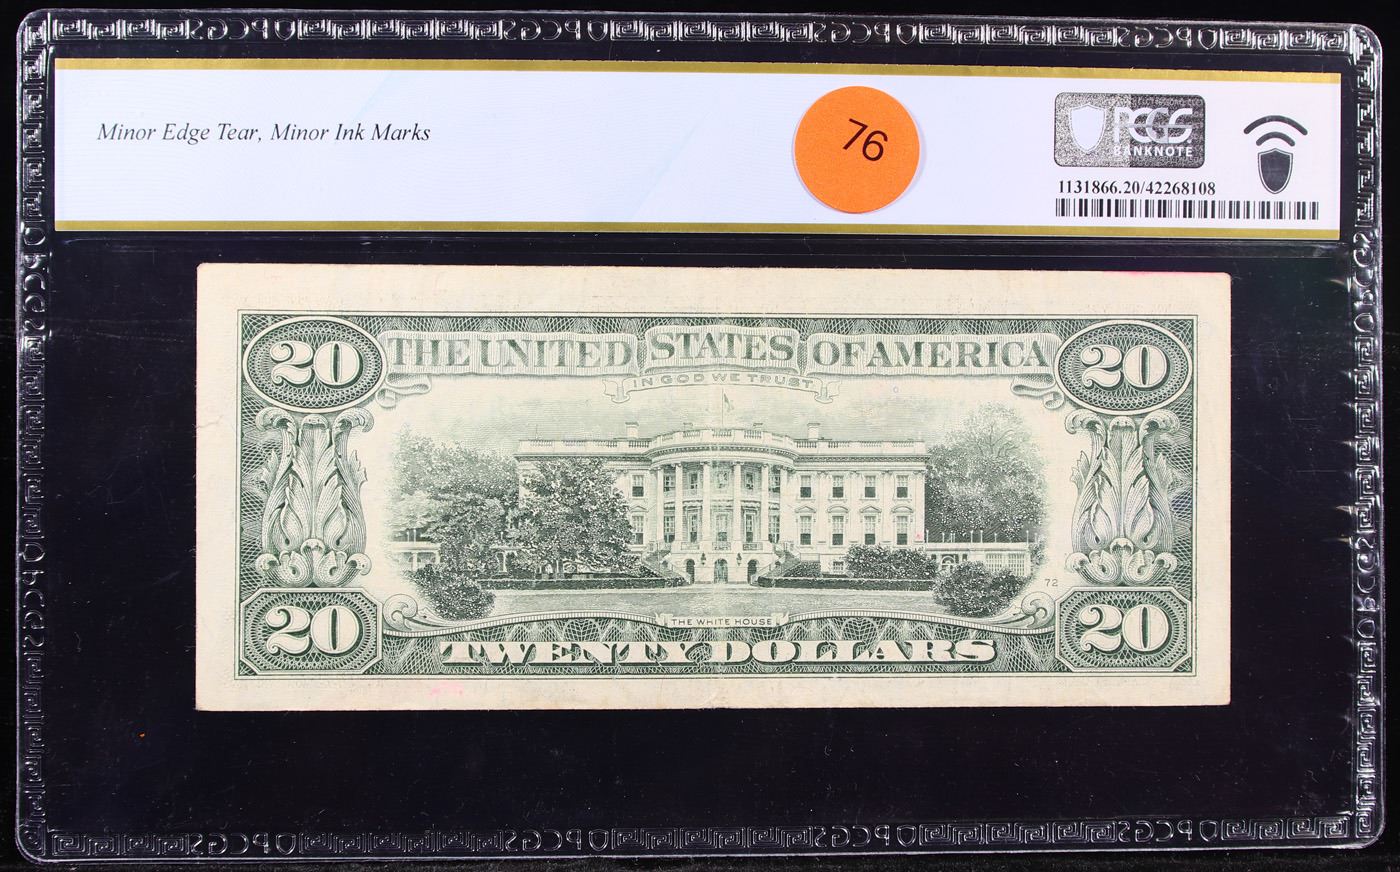 Minor Edge Tear, Minor Ink Marks
76
PCGS
BANKNOTE
1131866.20/42268108
20 THE UNITED STATES OF AMERICA 20
IN GOD WE TRUST
72
THE WHITE HOUSE
20 TWENTY DOLLARS 20